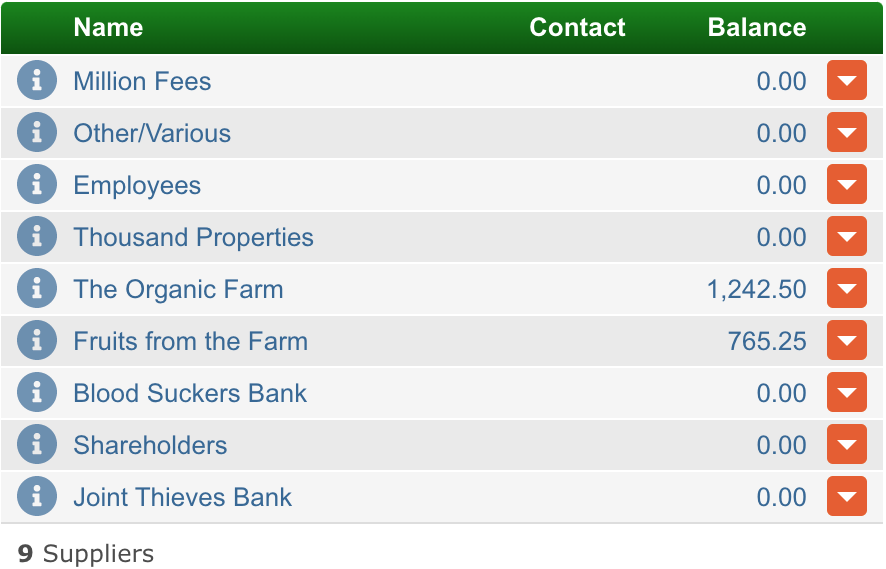 Name Contact Balance
Million Fees 0.00
Other/Various 0.00
Employees 0.00
Thousand Properties 0.00
The Organic Farm 1,242.50
Fruits from the Farm 765.25
Blood Suckers Bank 0.00
Shareholders 0.00
Joint Thieves Bank 0.00
9 Suppliers